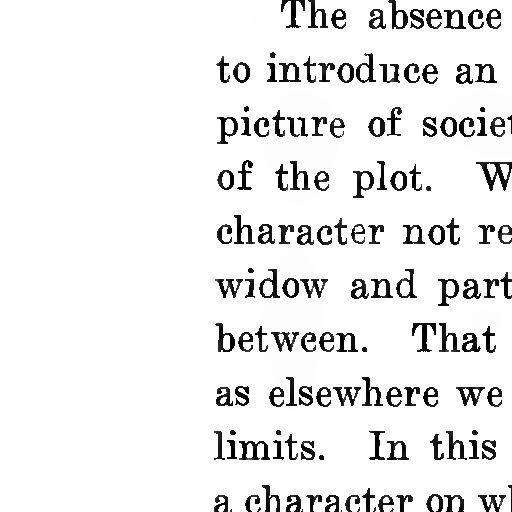 The absence
to introduce an
picture of societ
of the plot. W
character not re
widow and part
between. That
as elsewhere we
limits. In this
a character on wh